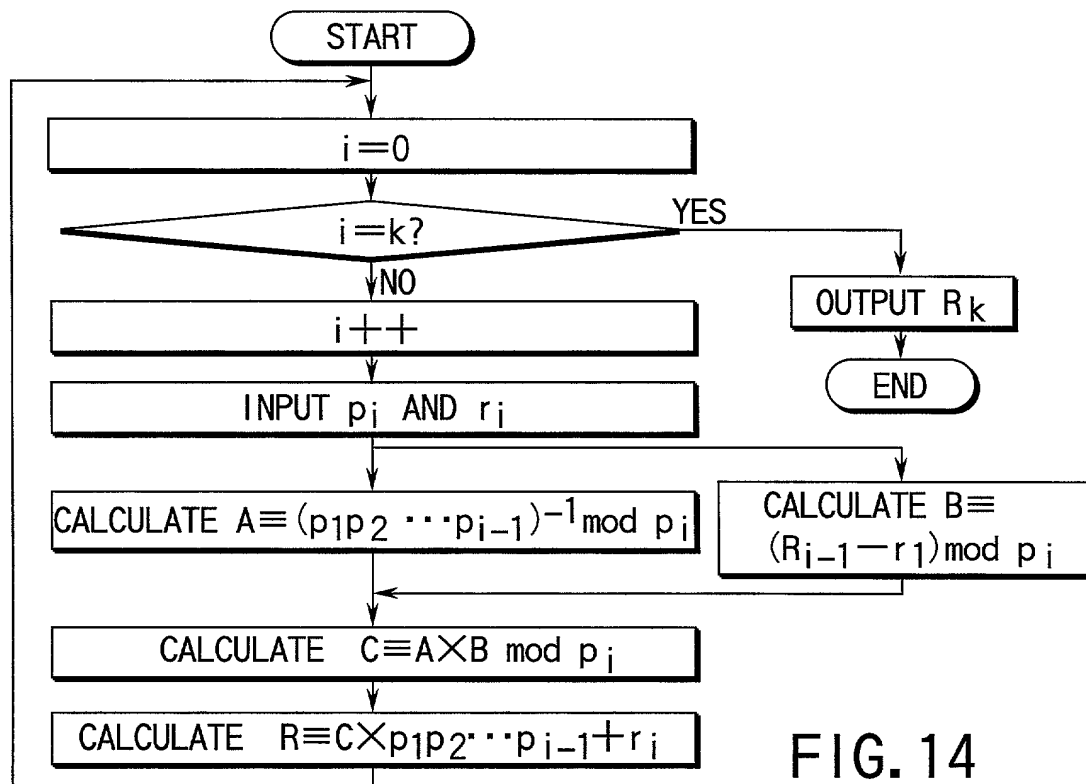 START
i=0
i=k?
YES
NO
OUTPUT Rk
i++
END
INPUT pi AND ri
CALCULATE A≡(p1p2 ···pi-1)-1mod pi
CALCULATE B≡
(Ri-1-r1)mod pi
CALCULATE C≡A×B mod pi
CALCULATE R≡C×p1p2···pi-1+ri
FIG.14